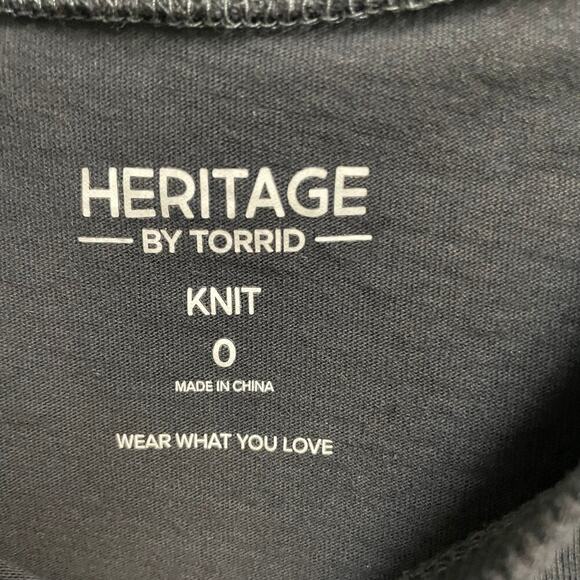 HERITAGE
BY TORRID
KNIT
0
MADE IN CHINA
WEAR WHAT YOU LOVE